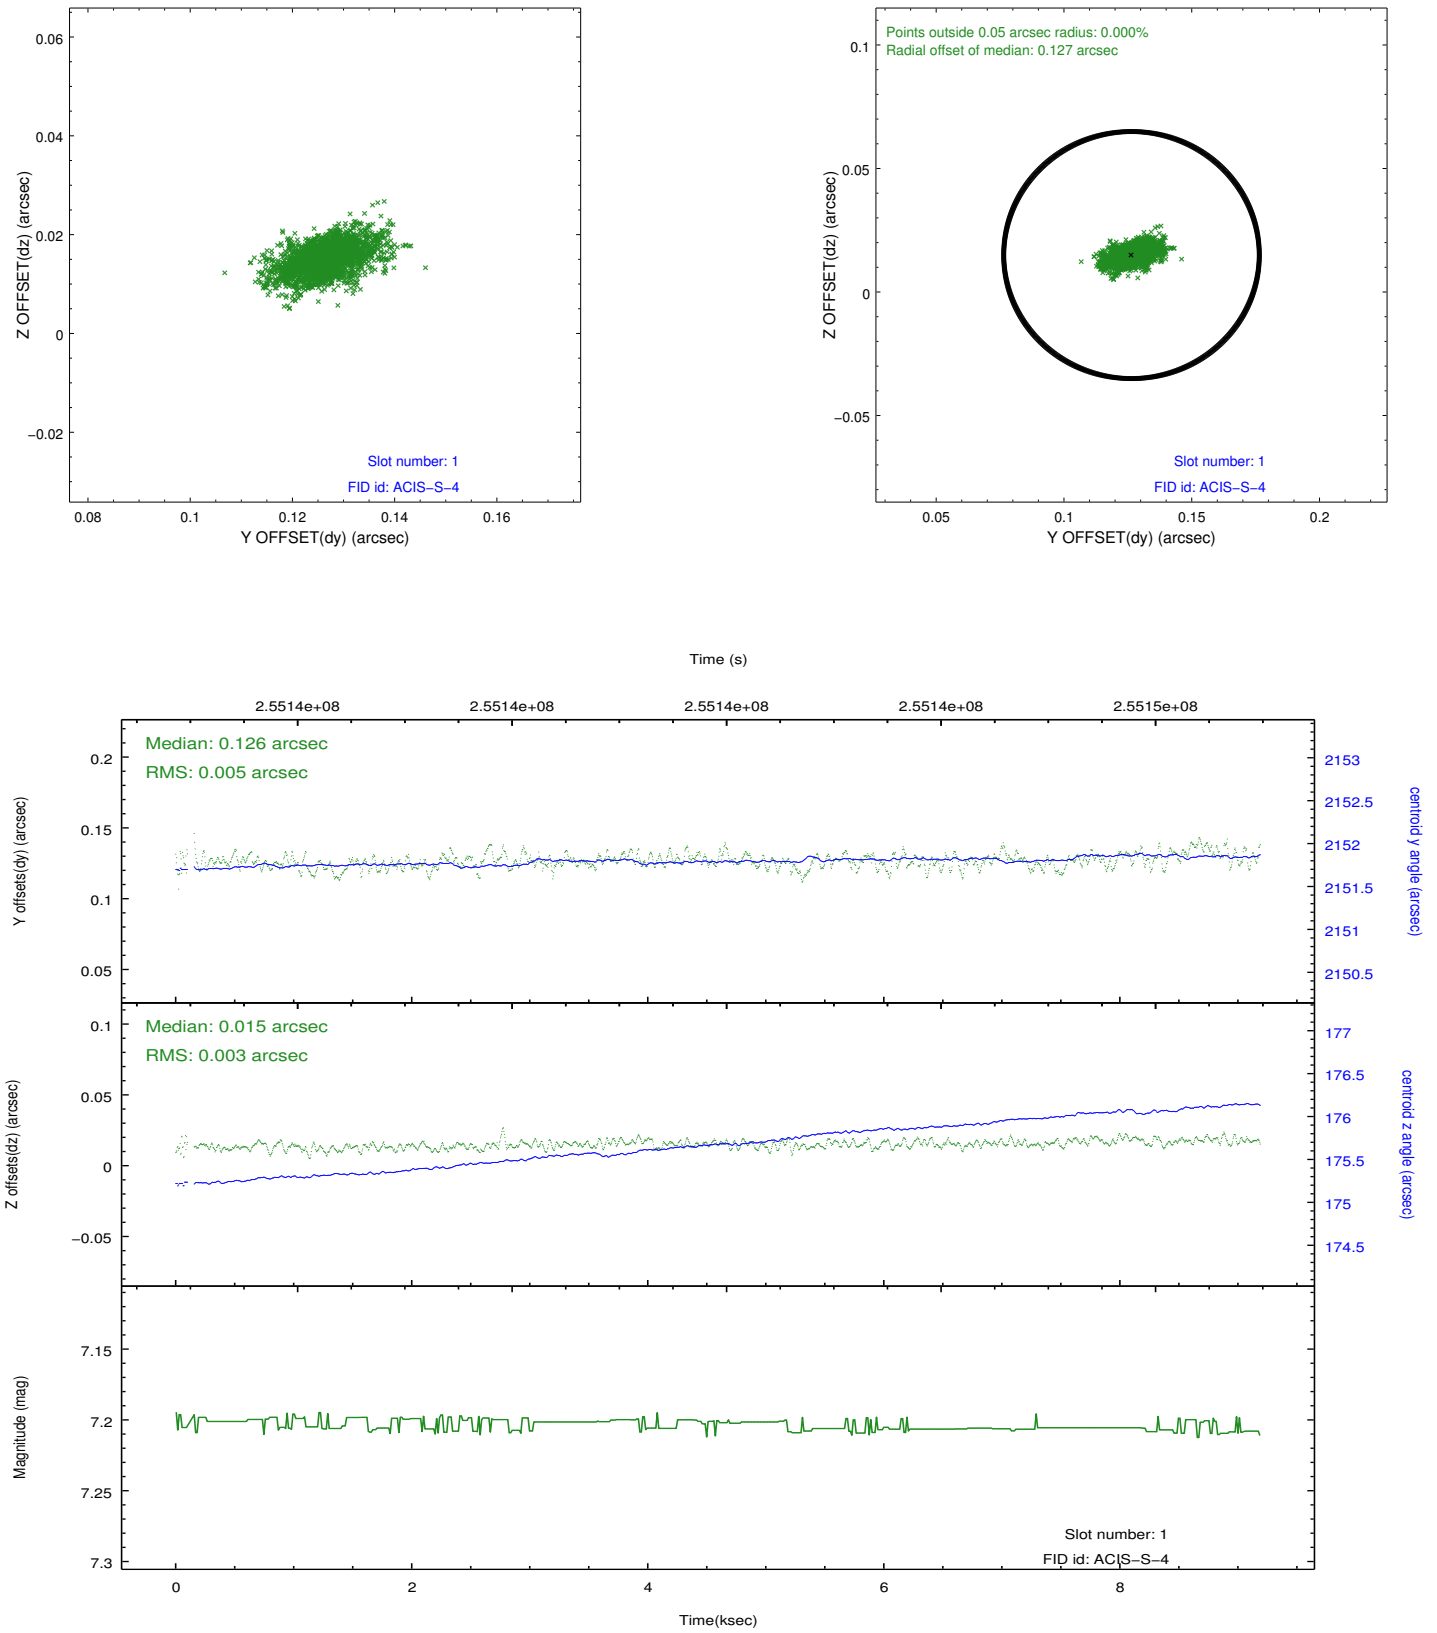 0.06
0.04
0.02
0
−0.02
Z OFFSET(dz) (arcsec)
Slot number: 1
FID id: ACIS−S−4
0.08
0.1
0.12
0.14
0.16
Y OFFSET(dy) (arcsec)
Points outside 0.05 arcsec radius: 0.000%
Radial offset of median: 0.127 arcsec
0.1
0.05
0
−0.05
Z OFFSET(dz) (arcsec)
Slot number: 1
FID id: ACIS−S−4
0.05
0.1
0.15
0.2
Y OFFSET(dy) (arcsec)
Time (s)
2.5514e+08
2.5514e+08
2.5514e+08
2.5514e+08
2.5515e+08
Median: 0.126 arcsec
RMS: 0.005 arcsec
0.2
0.15
0.1
0.05
Y offsets(dy) (arcsec)
2153
2152.5
2152
2151.5
2151
2150.5
centroid y angle (arcsec)
Median: 0.015 arcsec
RMS: 0.003 arcsec
0.1
0.05
0
−0.05
Z offsets(dz) (arcsec)
177
176.5
176
175.5
175
174.5
centroid z angle (arcsec)
7.15
7.2
7.25
7.3
Magnitude (mag)
Slot number: 1
FID id: ACIS−S−4
0
2
4
6
8
Time(ksec)